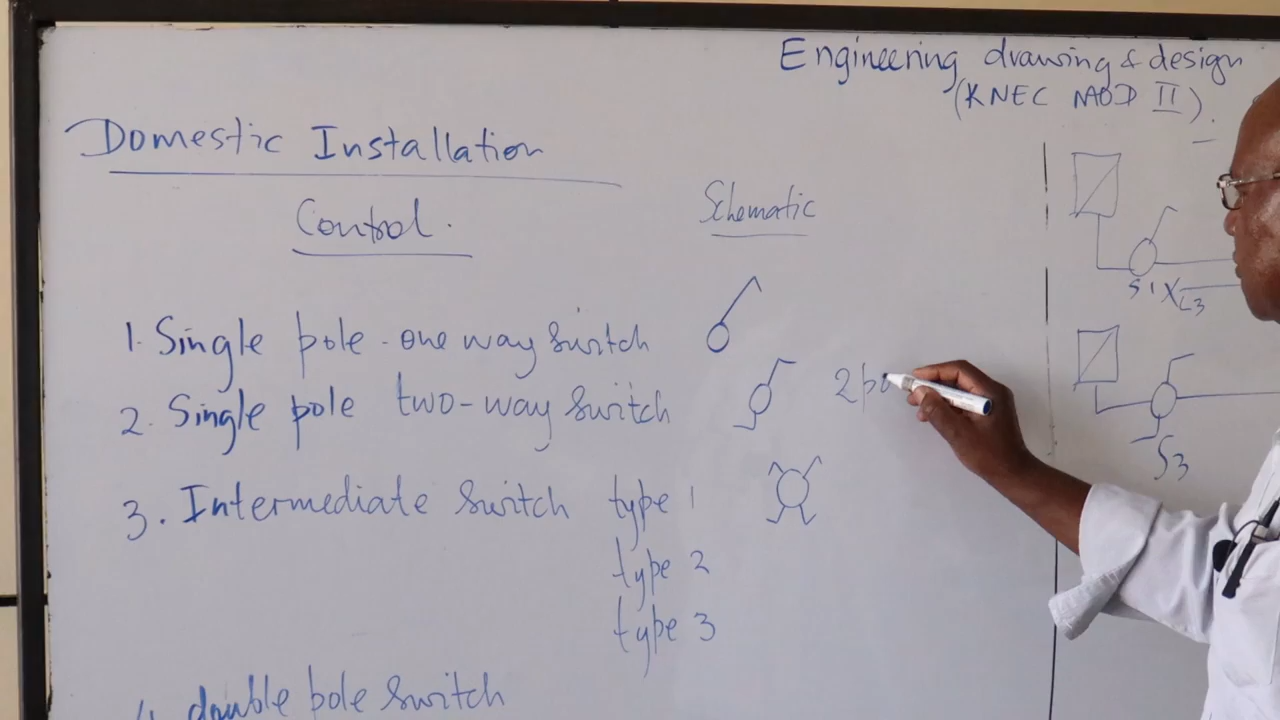 Engineering drawing & design
(KNEC MOD II).
Domestic Installation
Control.
Schematic
1. Single pole - one way switch
2. Single pole two-way switch
3. Intermediate switch type 1
type 2
type 3
4. double pole switch
S1
L3
S3